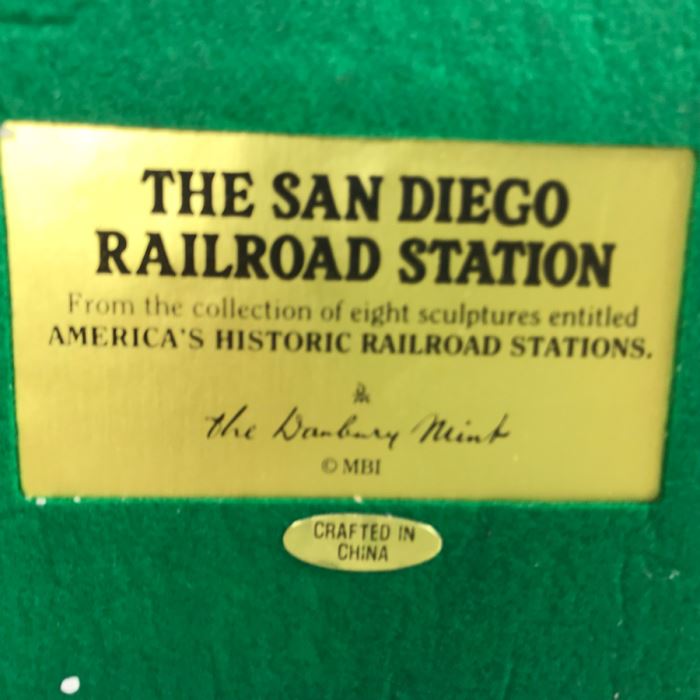 THE SAN DIEGO
RAILROAD STATION
From the collection of eight sculptures entitled
AMERICA'S HISTORIC RAILROAD STATIONS.
the Danbury Mint
© MBI
CRAFTED IN
CHINA